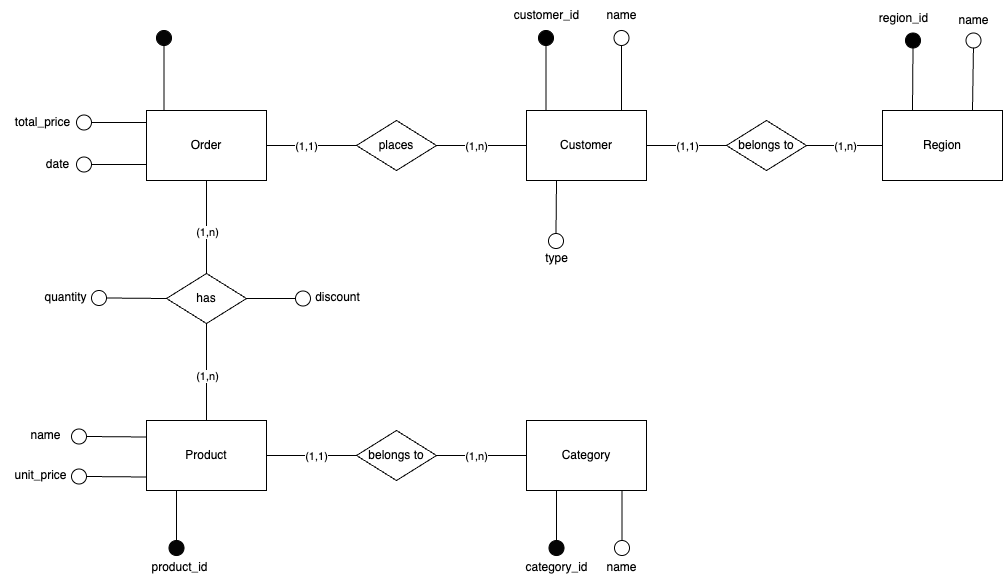 customer_id
name
region_id
name
total_price
date
Order
(1,1)
places
(1,n)
Customer
(1,1)
belongs to
(1,n)
Region
(1,n)
type
quantity
has
discount
(1,n)
name
unit_price
Product
(1,1)
belongs to
(1,n)
Category
product_id
category_id
name